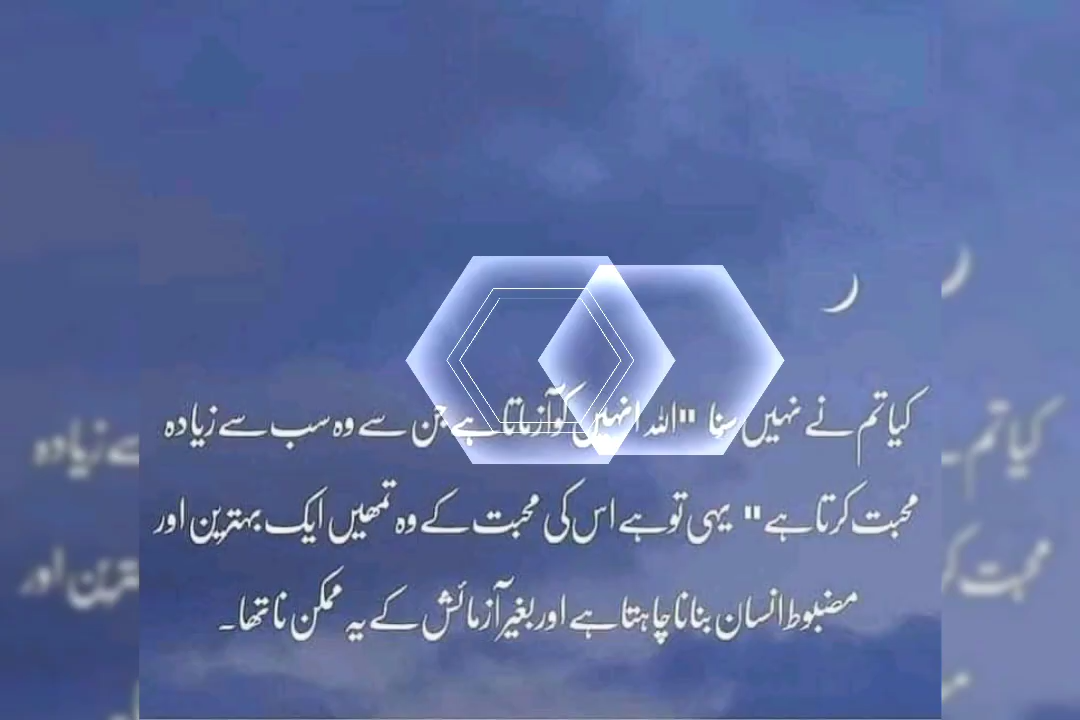 کیا تم نے نہیں سنا "اللہ انہیں کو آزماتا ہے جن سے وہ سب سے زیادہ
محبت کرتا ہے" یہی تو ہے اس کی محبت کے وہ تمھیں ایک بہترین اور
مضبوط انسان بنانا چاہتا ہے اور بغیر آزمائش کے یہ ممکن نا تھا۔